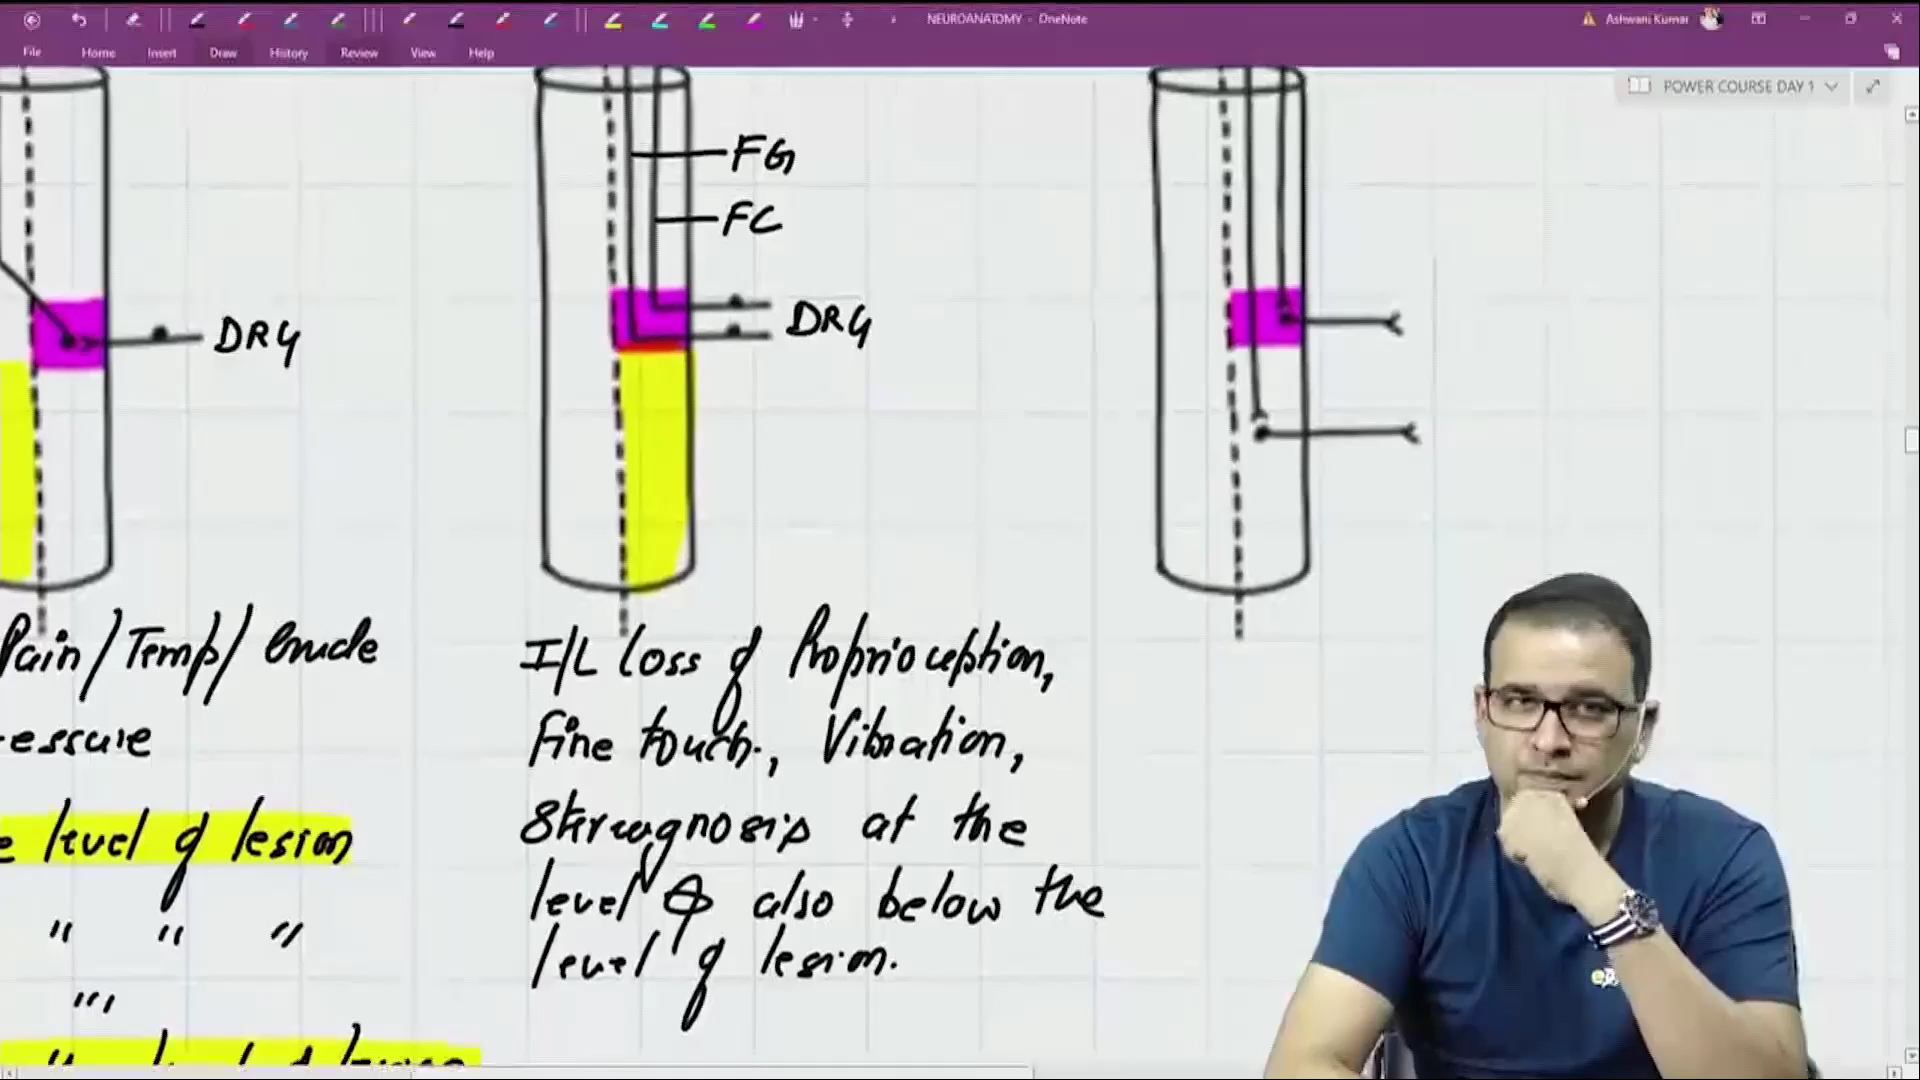 NEUROANATOMY - OneNote
Ashwani Kumar
File Home Insert Draw History Review View Help
POWER COURSE DAY 1
FG
FC
DRG
DRG
Pain/Temp/Crude
essure
level of lesion
" " "
"'
I/L loss of Proprioception,
Fine touch, Vibration,
Stereognosis at the
level & also below the
level of lesion.